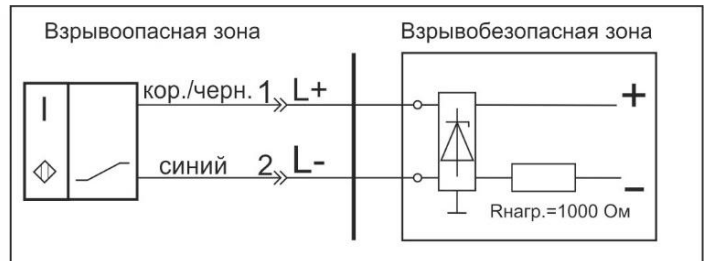 Взрывоопасная зона
Взрывобезопасная зона
кор./черн. 1 L+
+
I
синий 2 L-
−
Rнагр.=1000 Ом